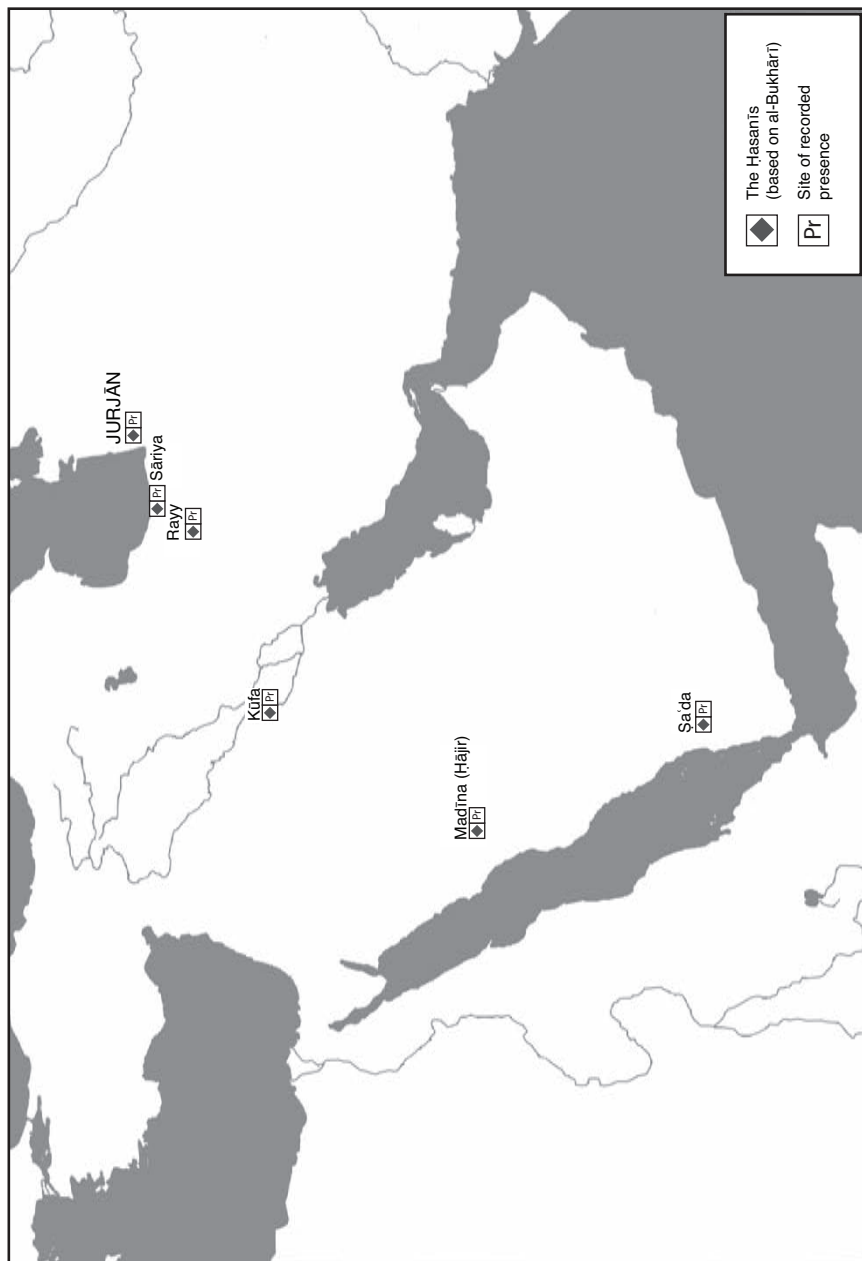 JURJĀN
Pr
Sāriya
Pr
Rayy
Pr
Kūfa
Pr
Madīna (Ḥājir)
Pr
Ṣaʿda
Pr
The Ḥasanīs
(based on al-Bukhārī)
Pr
Site of recorded
presence